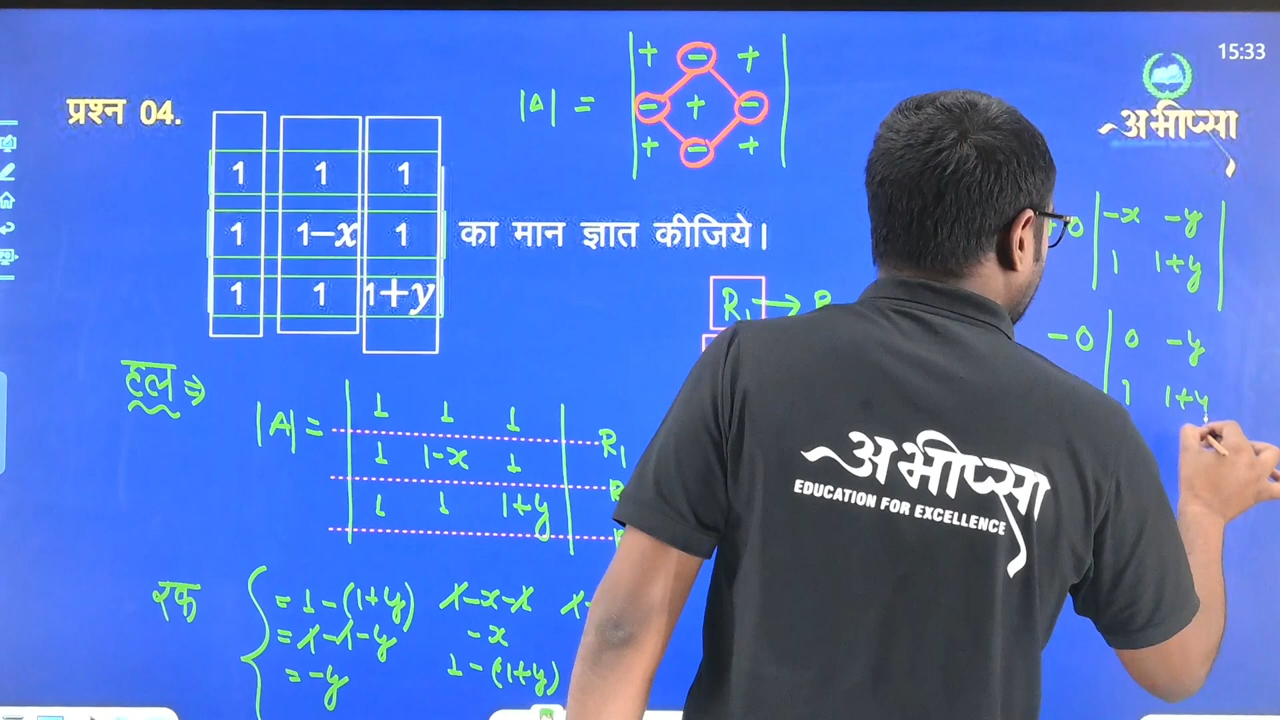 15:33
प्रश्न 04.
|A| =
+ - +
- + -
+ - +
अभीप्सा
1 1 1
1 1-x 1
1 1 1+y
का मान ज्ञात कीजिये।
R₁ →
0 | -x -y |
| 1 1+y |
-0 | 0 -y
1 1+y
हल ⇒
|A| = | 1 1 1 |
| 1 1-x 1 | R₁
| 1 1 1+y |
रफ
= 1-(1+y) 1-x-1
= 1-1-y -x
= -y 1-(1+y)
अभीप्सा
EDUCATION FOR EXCELLENCE